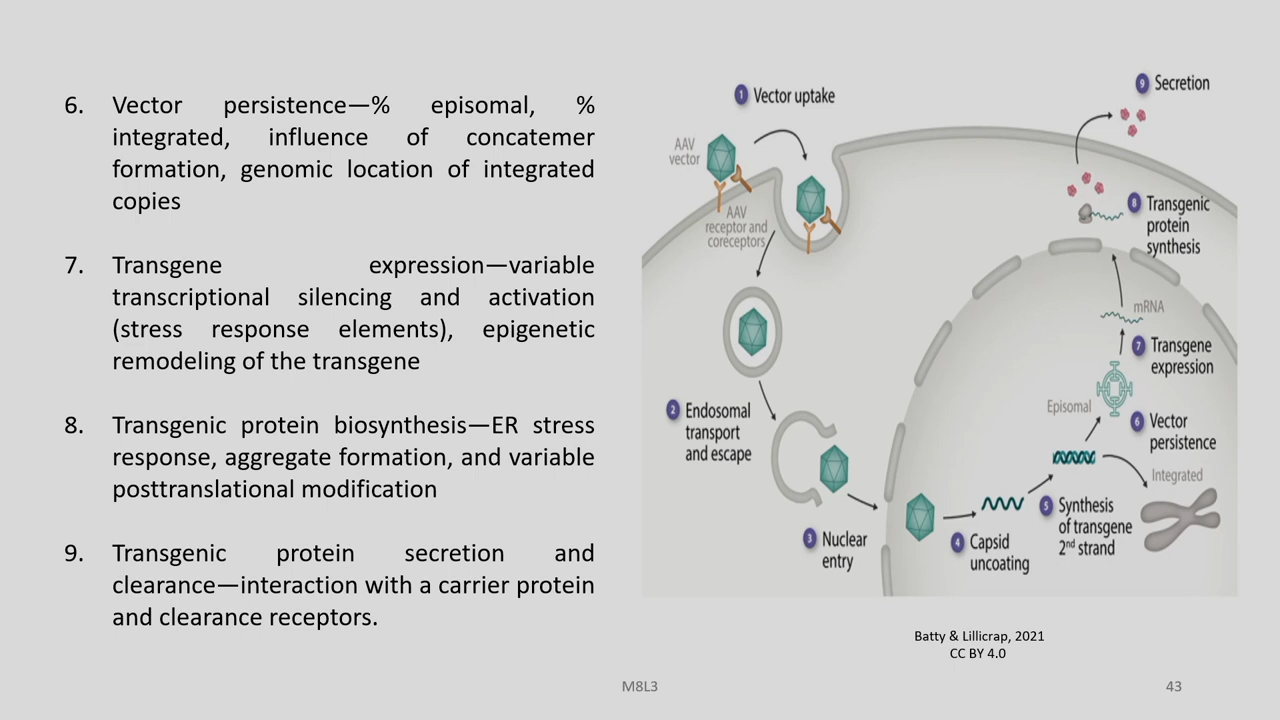 6. Vector persistence—% episomal, %
integrated, influence of concatemer
formation, genomic location of integrated
copies
7. Transgene expression—variable
transcriptional silencing and activation
(stress response elements), epigenetic
remodeling of the transgene
8. Transgenic protein biosynthesis—ER stress
response, aggregate formation, and variable
posttranslational modification
9. Transgenic protein secretion and
clearance—interaction with a carrier protein
and clearance receptors.
1 Vector uptake
AAV
vector
AAV
receptor and
coreceptors
2 Endosomal
transport
and escape
3 Nuclear
entry
4 Capsid
uncoating
5 Synthesis
of transgene
2nd strand
Integrated
6 Vector
persistence
Episomal
7 Transgene
expression
mRNA
8 Transgenic
protein
synthesis
9 Secretion
Batty & Lillicrap, 2021
CC BY 4.0
M8L3
43